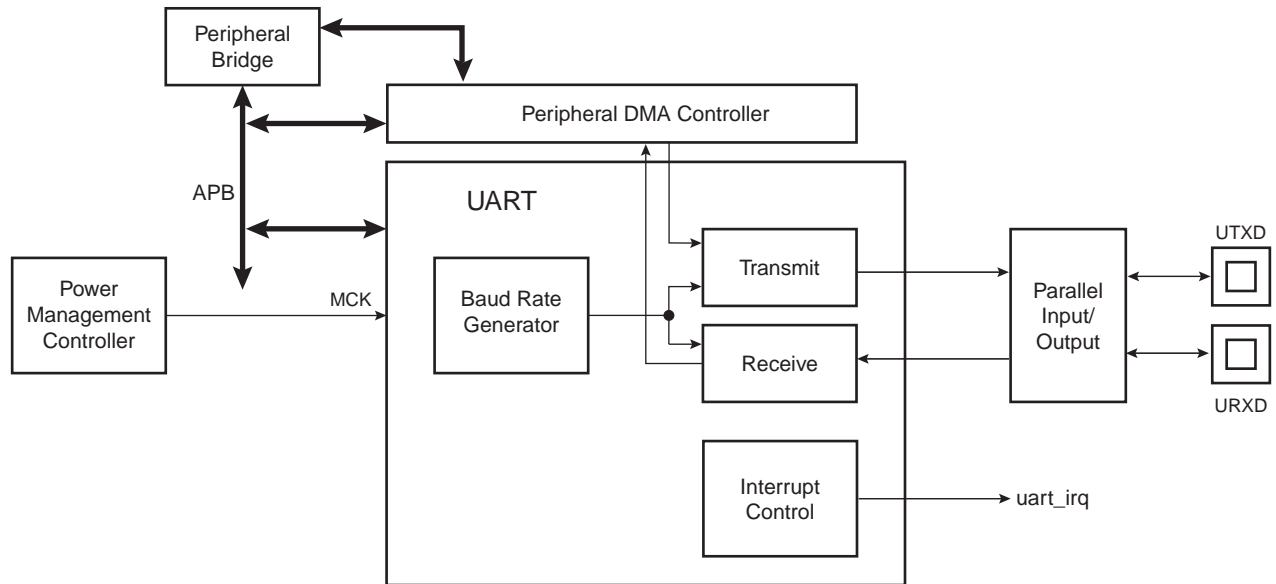 Peripheral
Bridge
Peripheral DMA Controller
APB
UART
Power
Management
Controller
MCK
Baud Rate
Generator
Transmit
Receive
Parallel
Input/
Output
UTXD
URXD
Interrupt
Control
uart_irq